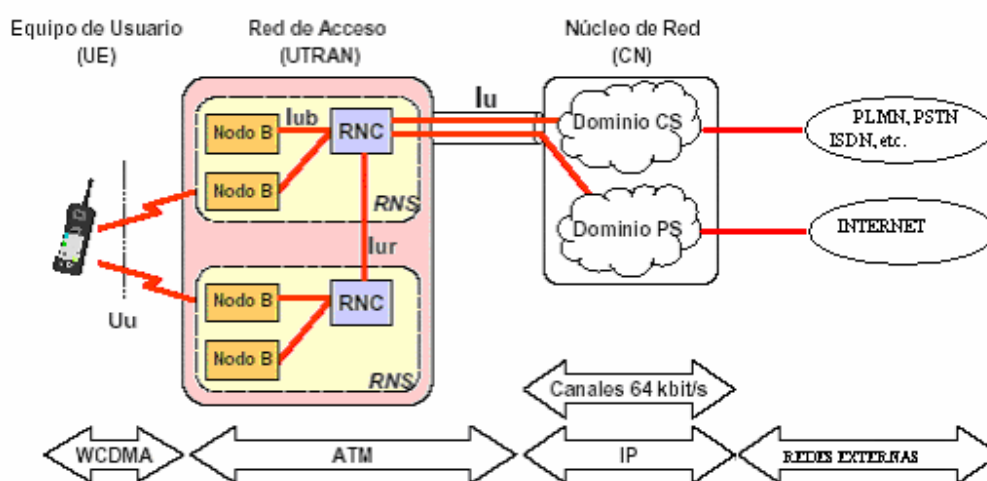 Equipo de Usuario
(UE)
Red de Acceso
(UTRAN)
Núcleo de Red
(CN)
Nodo B
Iub
RNC
Nodo B
RNS
Iur
Nodo B
RNC
Nodo B
RNS
Uu
Iu
Dominio CS
Dominio PS
PLMN, PSTN
ISDN, etc.
INTERNET
Canales 64 kbit/s
WCDMA
ATM
IP
REDES EXTERNAS